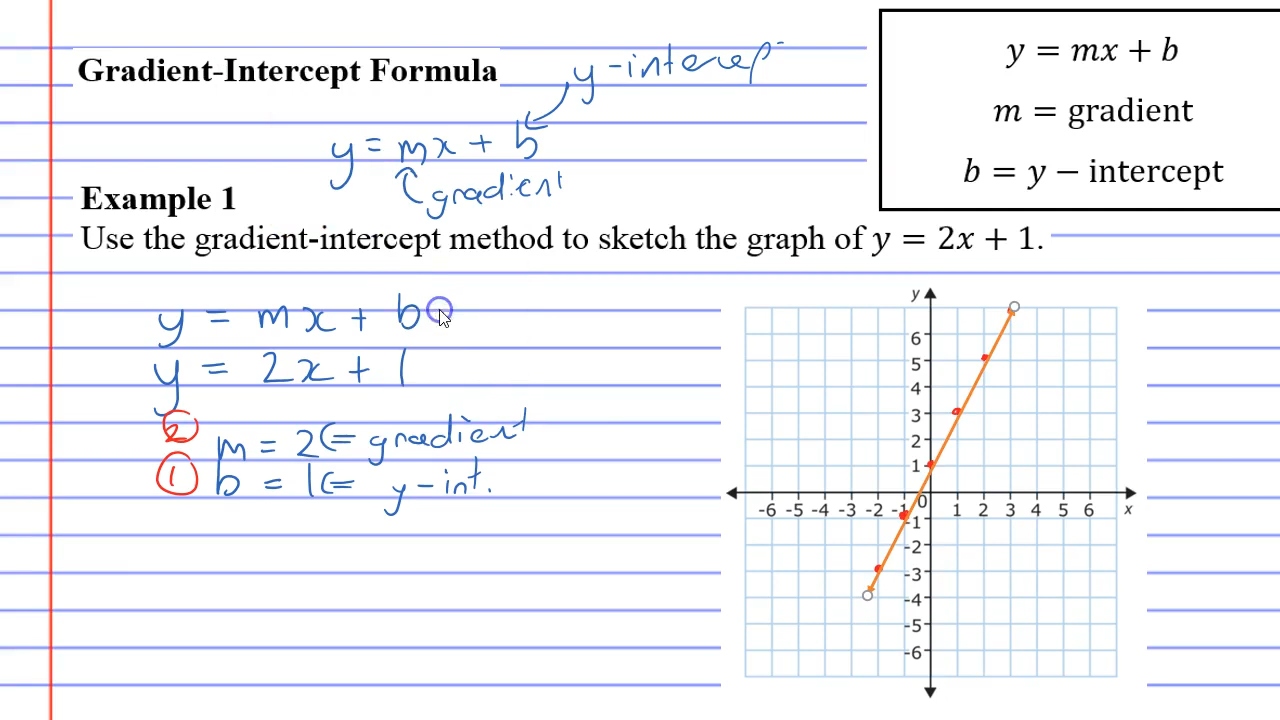 Gradient-Intercept Formula
y-intercep
y = mx + b
gradient
y = mx + b
m = gradient
b = y − intercept
Example 1
Use the gradient-intercept method to sketch the graph of y = 2x + 1.
y = mx + b
y = 2x + 1
② m = 2 ⇐ gradient
① b = 1 ⇐ y-int.
y
6
5
4
3
2
1
0
-6 -5 -4 -3 -2 -1 1 2 3 4 5 6 x
-1
-2
-3
-4
-5
-6